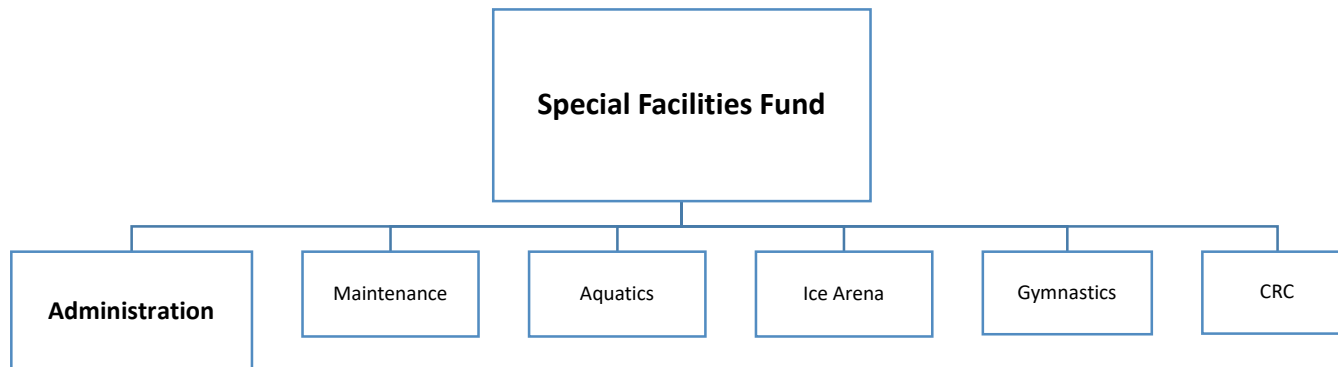 Special Facilities Fund
Administration
Maintenance
Aquatics
Ice Arena
Gymnastics
CRC